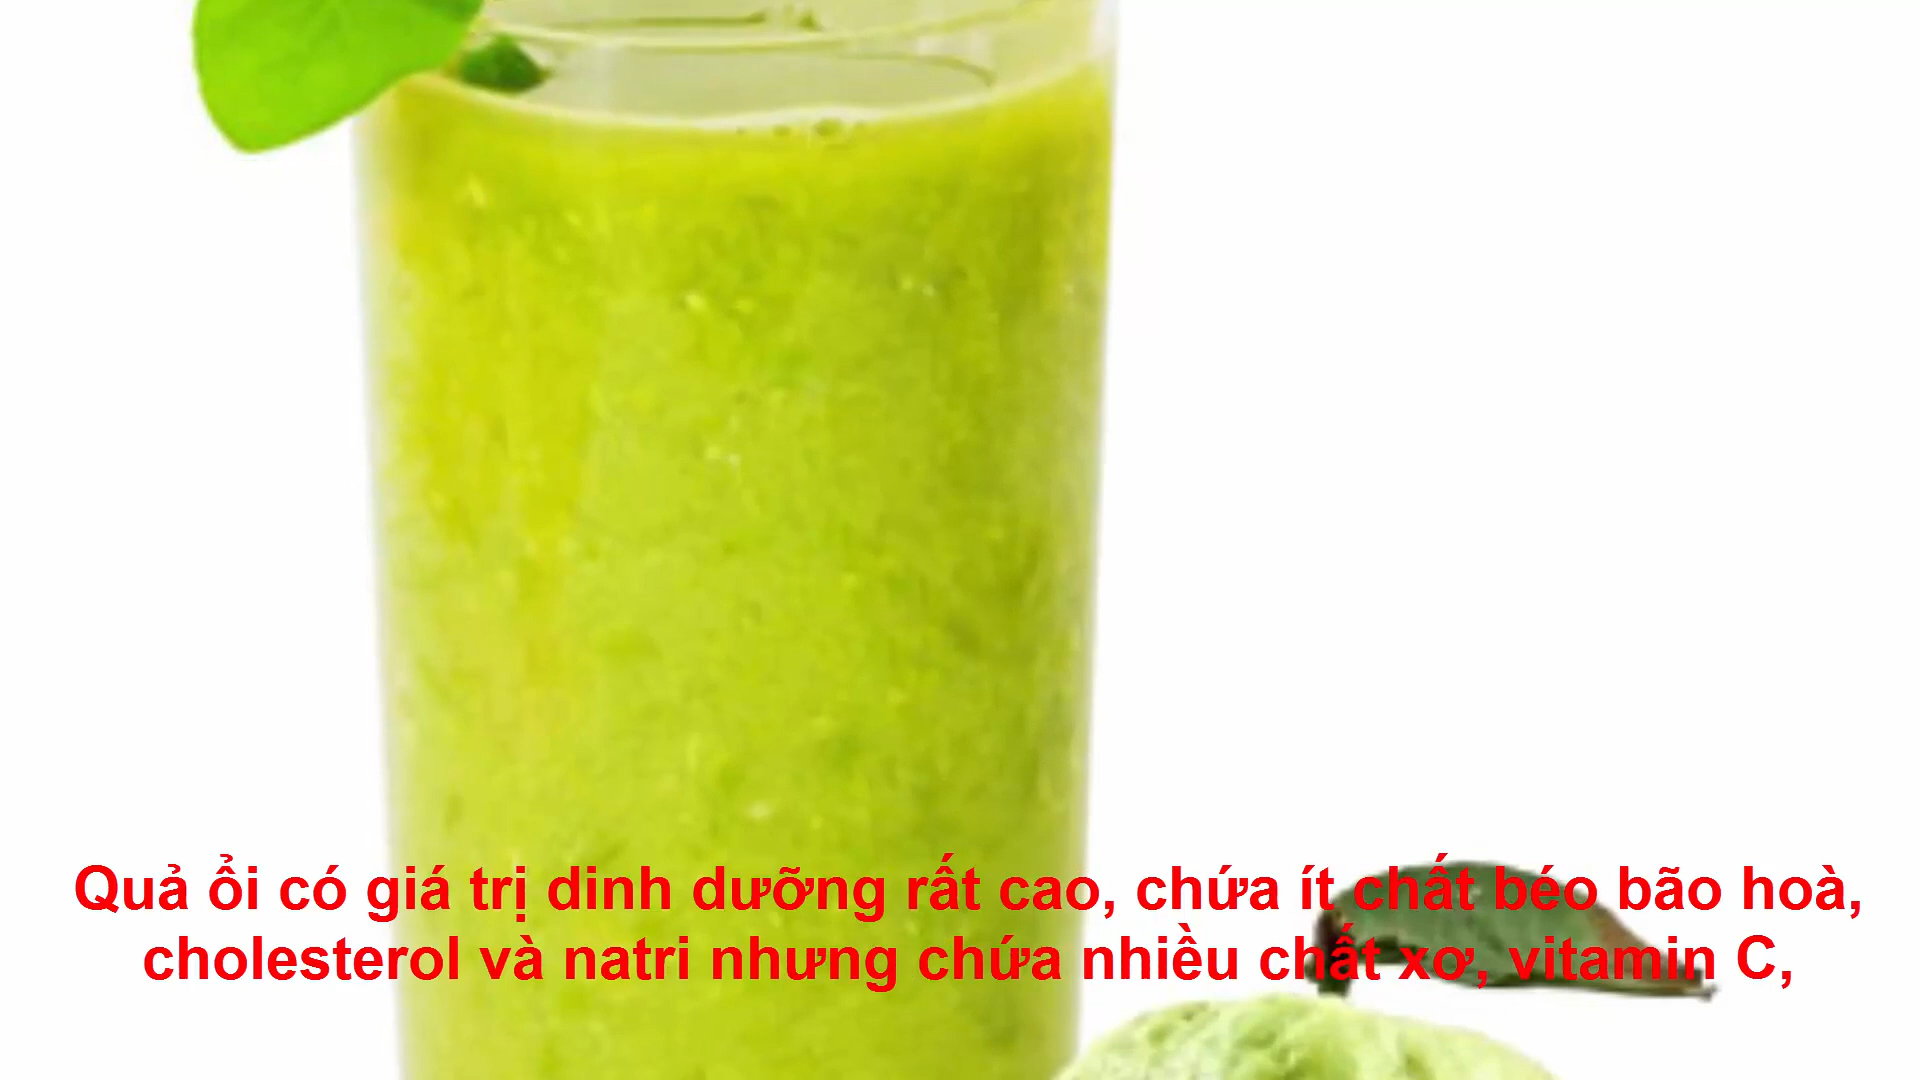 Quả ổi có giá trị dinh dưỡng rất cao, chứa ít chất béo bão hoà,
cholesterol và natri nhưng chứa nhiều chất xơ, vitamin C,